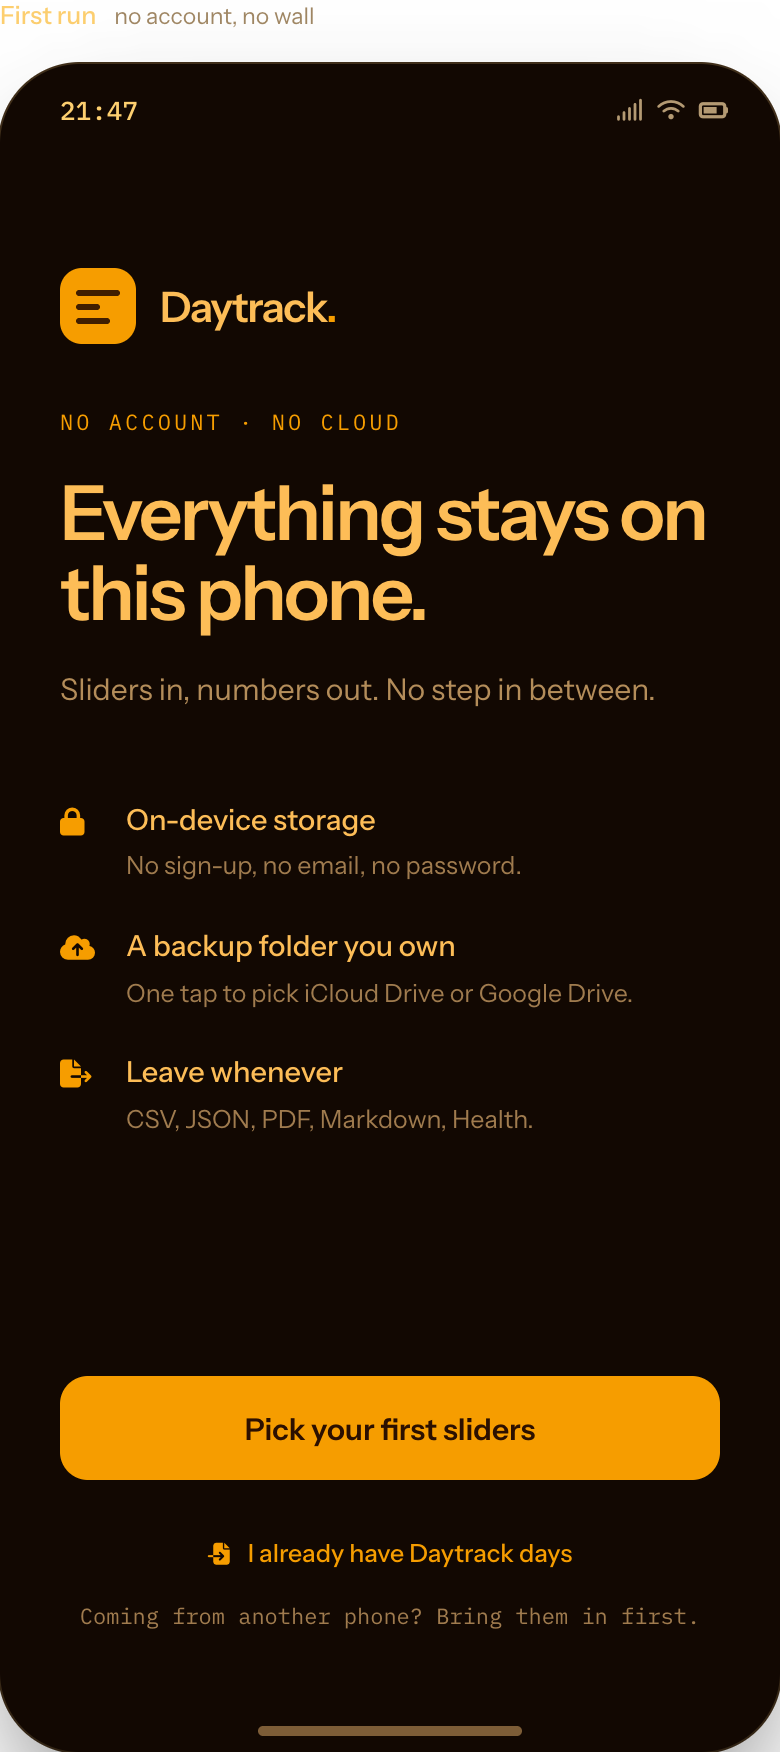 First run no account, no wall
21:47
Daytrack.
NO ACCOUNT · NO CLOUD
Everything stays on
this phone.
Sliders in, numbers out. No step in between.
On-device storage
No sign-up, no email, no password.
A backup folder you own
One tap to pick iCloud Drive or Google Drive.
Leave whenever
CSV, JSON, PDF, Markdown, Health.
Pick your first sliders
I already have Daytrack days
Coming from another phone? Bring them in first.